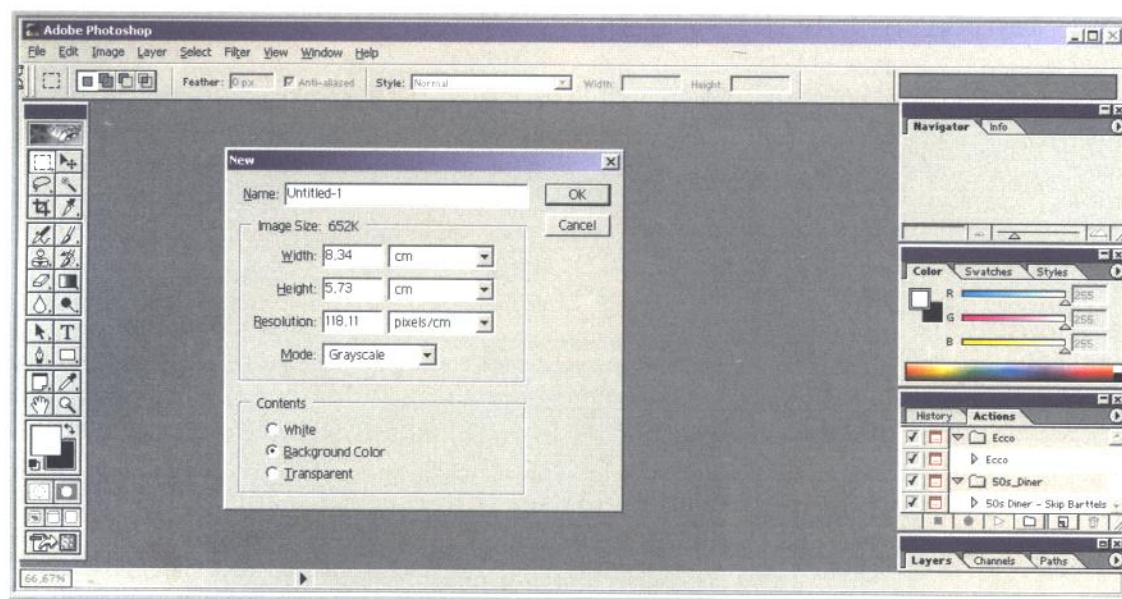 Adobe Photoshop
File Edit Image Layer Select Filter View Window Help
Feather: 0 px Anti-aliased Style: Normal Width: Height:
Navigator Info
New
Name: Untitled-1 OK
Image Size: 652K Cancel
Width: 8,34 cm
Height: 5,73 cm
Resolution: 118,11 pixels/cm
Mode: Grayscale
Contents
White
Background Color
Transparent
Color Swatches Styles
R 255
G 255
B 255
History Actions
Ecco
Ecco
50s_Diner
50s Diner - Skip Barttels
Layers Channels Paths
66,67%